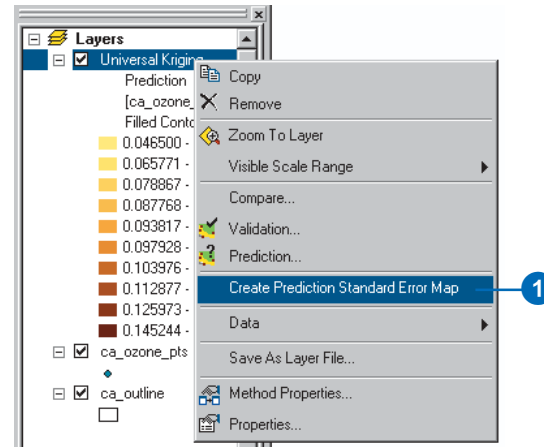 Layers
Universal Kriging
Prediction
[ca_ozone_
Filled Conto
0.046500 -
0.065771 -
0.078867 -
0.087768 -
0.093817 -
0.097928 -
0.103976 -
0.112877 -
0.125973 -
0.145244 -
ca_ozone_pts
ca_outline
Copy
Remove
Zoom To Layer
Visible Scale Range
Compare...
Validation...
Prediction...
Create Prediction Standard Error Map
1
Data
Save As Layer File...
Method Properties...
Properties...